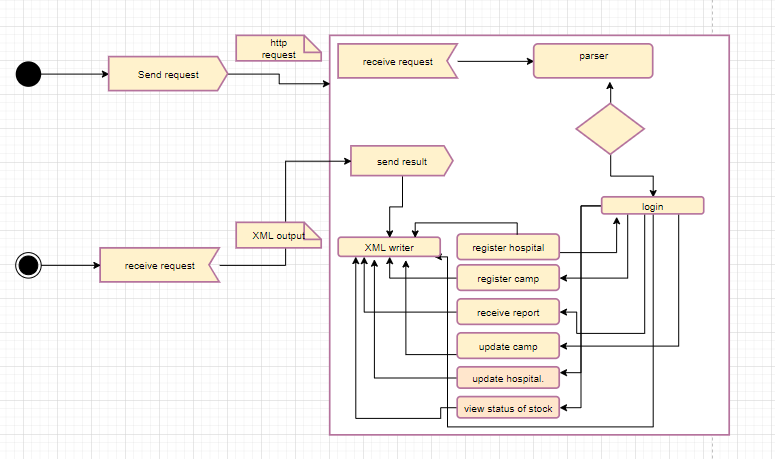 http
request
Send request
receive request
parser
send result
login
XML output
XML writer
register hospital
receive request
register camp
receive report
update camp
update hospital.
view status of stock